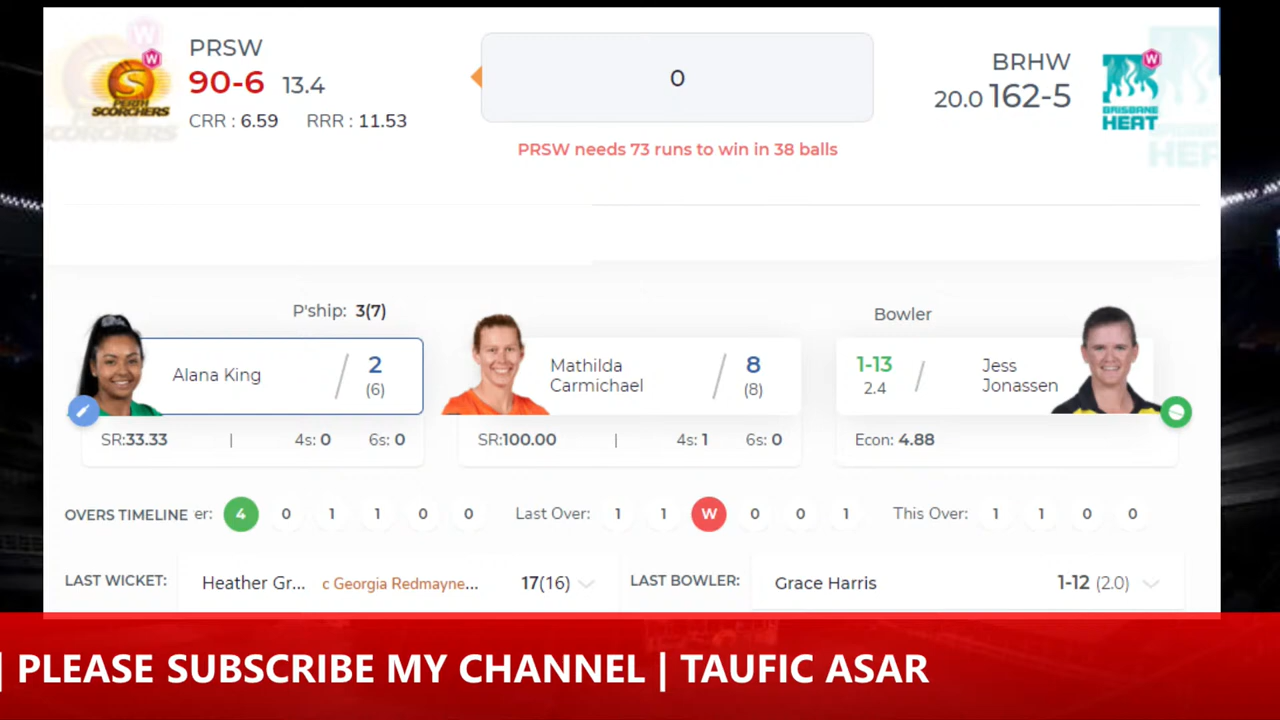 PRSW
90-6 13.4
CRR : 6.59 RRR : 11.53
W
PERTH
SCORCHERS
0
PRSW needs 73 runs to win in 38 balls
BRHW
20.0 162-5
W
BRISBANE
HEAT
P'ship: 3(7)
Alana King 2
(6)
SR:33.33 | 4s: 0 6s: 0
Mathilda
Carmichael 8
(8)
SR:100.00 | 4s: 1 6s: 0
Bowler
1-13
2.4
Jess
Jonassen
Econ: 4.88
OVERS TIMELINE er: 4 0 1 1 0 0 Last Over: 1 1 W 0 0 1 This Over: 1 1 0 0
LAST WICKET: Heather Gr... c Georgia Redmayne... 17(16) LAST BOWLER: Grace Harris 1-12 (2.0)
| PLEASE SUBSCRIBE MY CHANNEL | TAUFIC ASAR